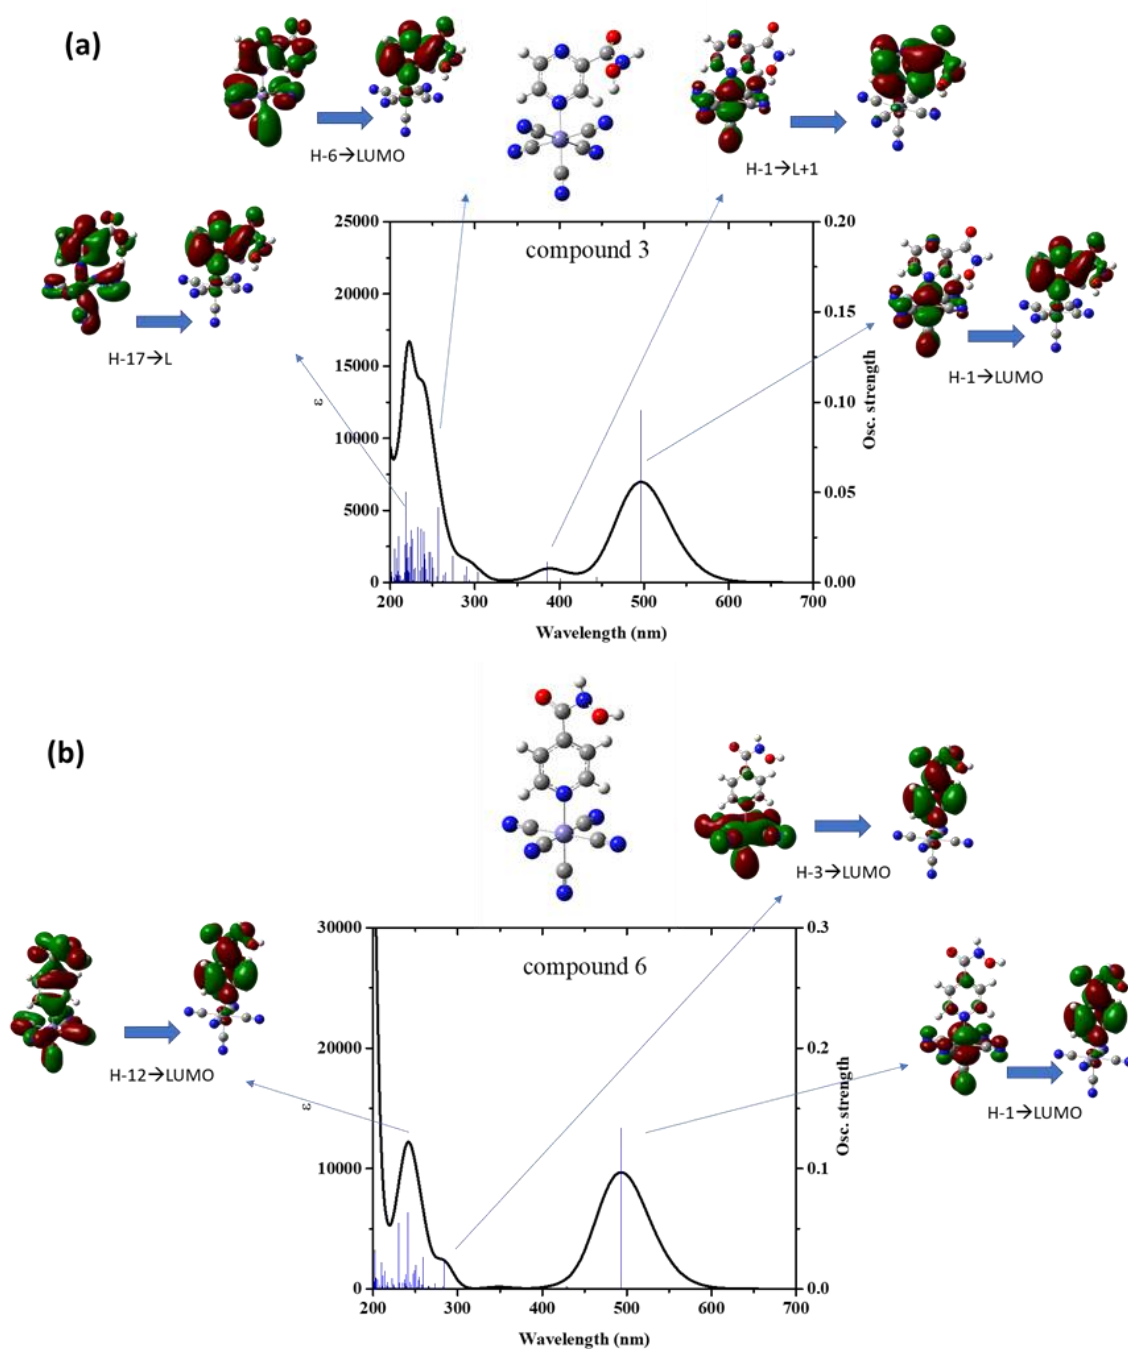 (a)
H-6→LUMO
H-1→L+1
H-17→L
H-1→LUMO
compound 3
25000
20000
15000
10000
5000
0
ε
0.20
0.15
0.10
0.05
0.00
Osc. strength
200 300 400 500 600 700
Wavelength (nm)
(b)
H-3→LUMO
H-12→LUMO
H-1→LUMO
compound 6
30000
20000
10000
0
ε
0.3
0.2
0.1
0.0
Osc. strength
200 300 400 500 600 700
Wavelength (nm)